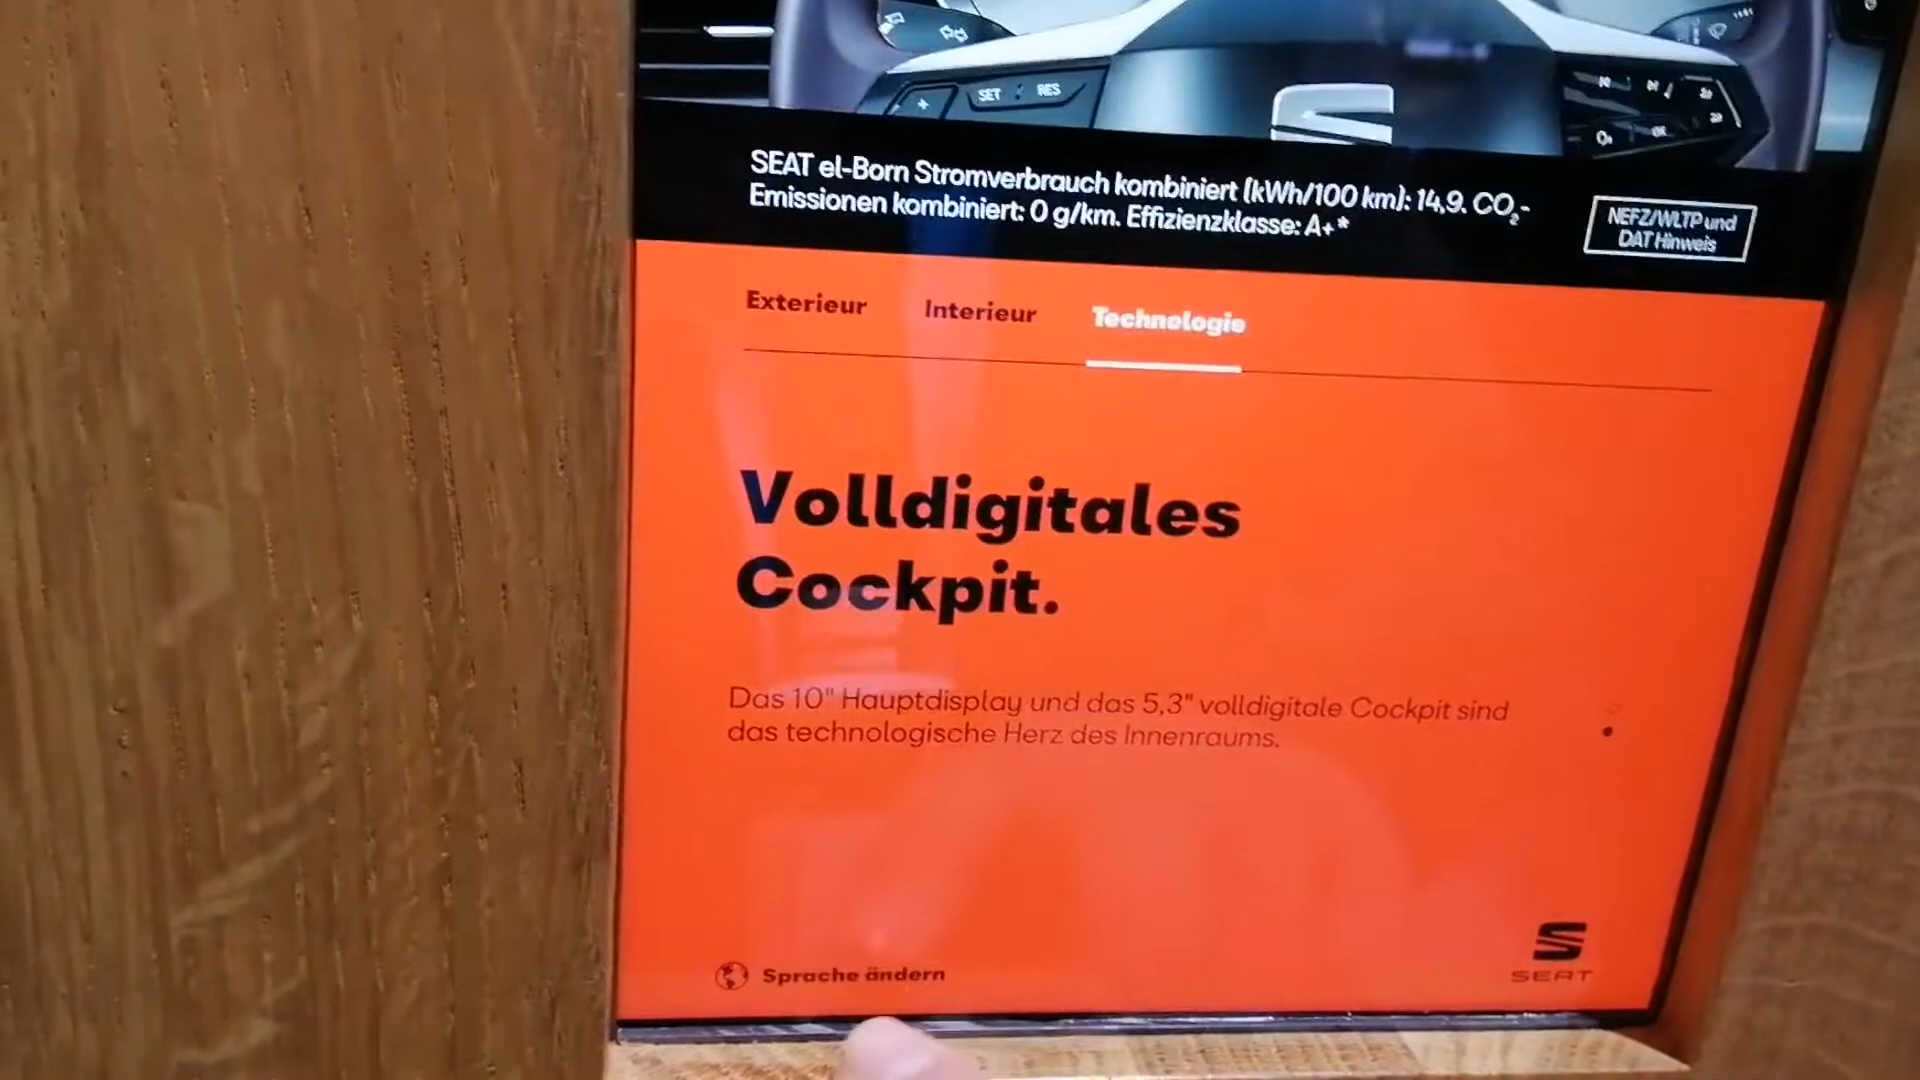 SET RES
OK
SEAT el-Born Stromverbrauch kombiniert (kWh/100 km): 14,9. CO₂-
Emissionen kombiniert: 0 g/km. Effizienzklasse: A+*
NEFZ/WLTP und
DAT Hinweis
Exterieur Interieur Technologie
Volldigitales
Cockpit.
Das 10" Hauptdisplay und das 5,3" volldigitale Cockpit sind
das technologische Herz des Innenraums.
Sprache ändern
SEAT